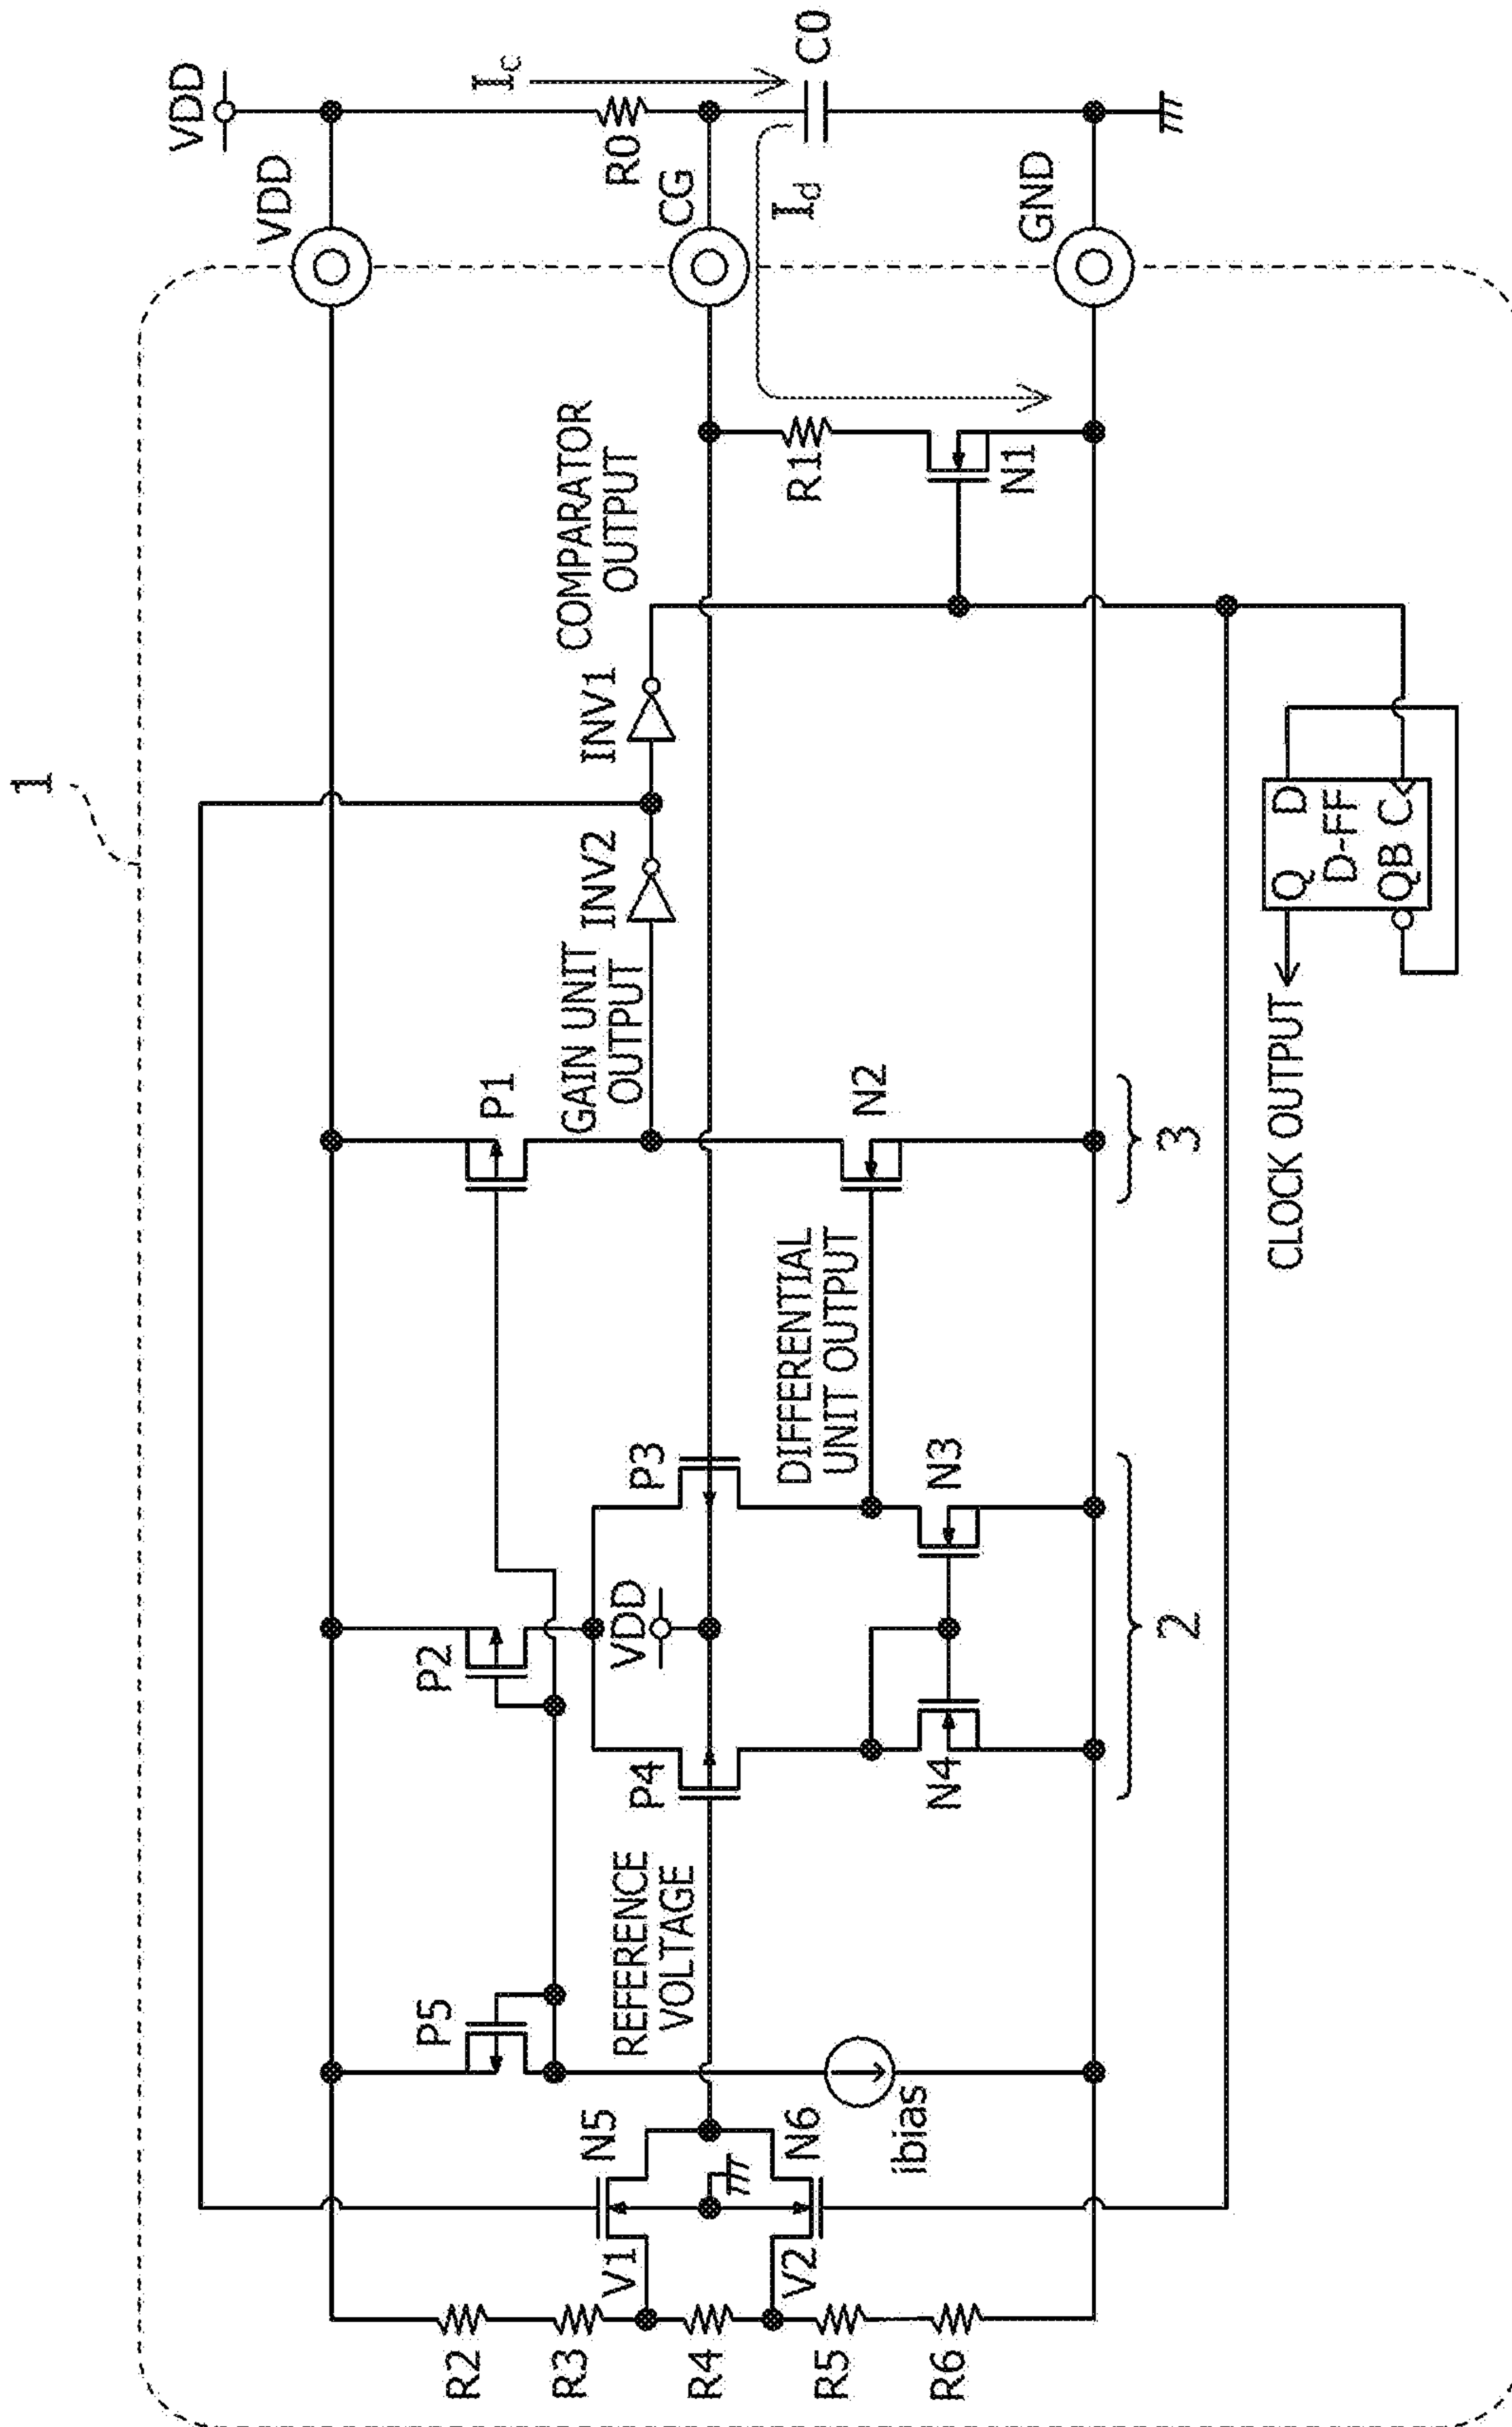 1
VDD
VDD
I_c
R0
C0
CG
I_d
GND
COMPARATOR
OUTPUT
R1
N1
INV1
INV2
GAIN UNIT
OUTPUT
P1
N2
3
D
Q
D-FF
C
QB
CLOCK OUTPUT
DIFFERENTIAL
UNIT OUTPUT
P2
P3
P4
VDD
N3
N4
2
REFERENCE
VOLTAGE
P5
ibias
N5
N6
V1
V2
R2
R3
R4
R5
R6